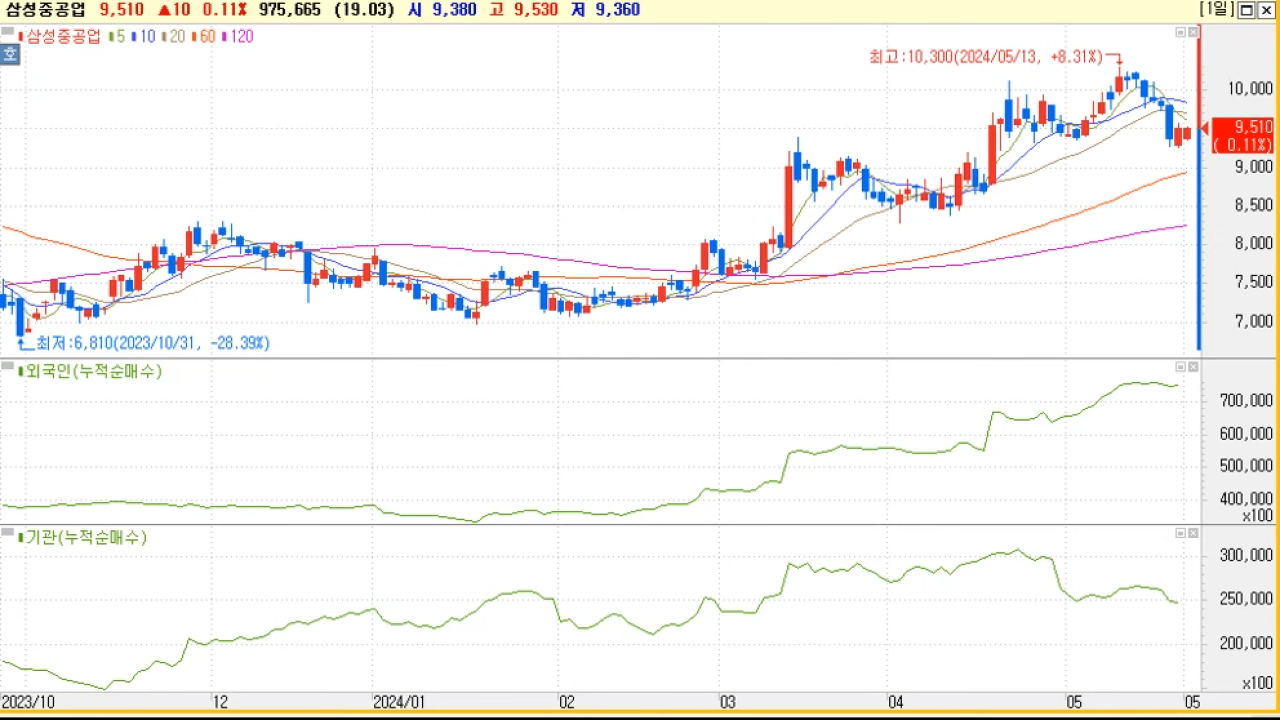 삼성중공업 9,510 ▲10 0.11% 975,665 (19.03) 시 9,380 고 9,530 저 9,360 [1일]
삼성중공업 5 10 20 60 120
호
최고:10,300(2024/05/13, +8.31%)
10,000
9,510
( 0.11%)
9,000
8,500
8,000
7,500
7,000
최저:6,810(2023/10/31, -28.39%)
외국인(누적순매수)
700,000
600,000
500,000
400,000
x100
기관(누적순매수)
300,000
250,000
200,000
x100
2023/10 12 2024/01 02 03 04 05 05